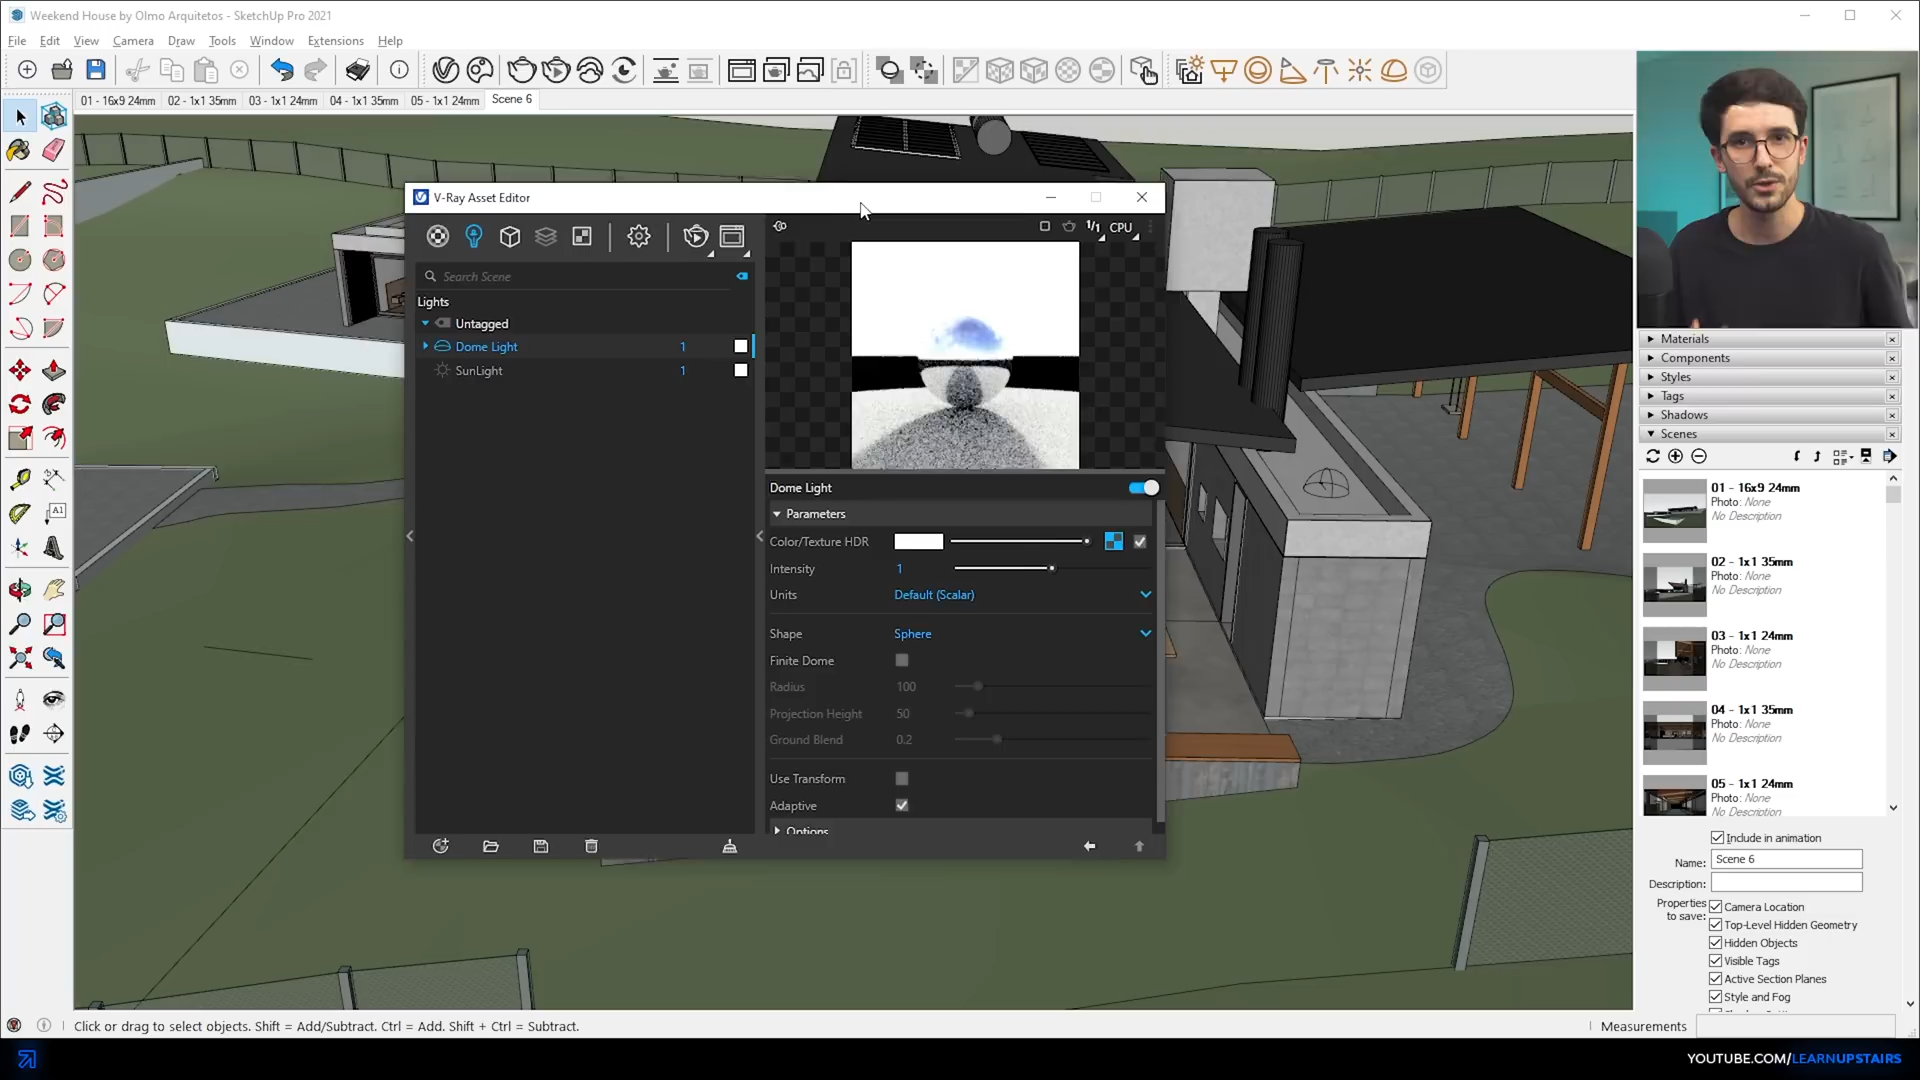 Weekend House by Olmo Arquitetos - SketchUp Pro 2021
File Edit View Camera Draw Tools Window Extensions Help
01 - 16x9 24mm 02 - 1x1 35mm 03 - 1x1 24mm 04 - 1x1 35mm 05 - 1x1 24mm Scene 6
V-Ray Asset Editor
1/1 CPU
Search Scene
Lights
Untagged
Dome Light 1
SunLight 1
Dome Light
Parameters
Color/Texture HDR
Intensity 1
Units Default (Scalar)
Shape Sphere
Finite Dome
Radius 100
Projection Height 50
Ground Blend 0.2
Use Transform
Adaptive
Options
A1
Materials
Components
Styles
Tags
Shadows
Scenes
01 - 16x9 24mm
Photo: None
No Description
02 - 1x1 35mm
Photo: None
No Description
03 - 1x1 24mm
Photo: None
No Description
04 - 1x1 35mm
Photo: None
No Description
05 - 1x1 24mm
Photo: None
No Description
Include in animation
Name: Scene 6
Description:
Properties to save:
Camera Location
Top-Level Hidden Geometry
Hidden Objects
Visible Tags
Active Section Planes
Style and Fog
Click or drag to select objects. Shift = Add/Subtract. Ctrl = Add. Shift + Ctrl = Subtract.
Measurements
YOUTUBE.COM/LEARNUPSTAIRS